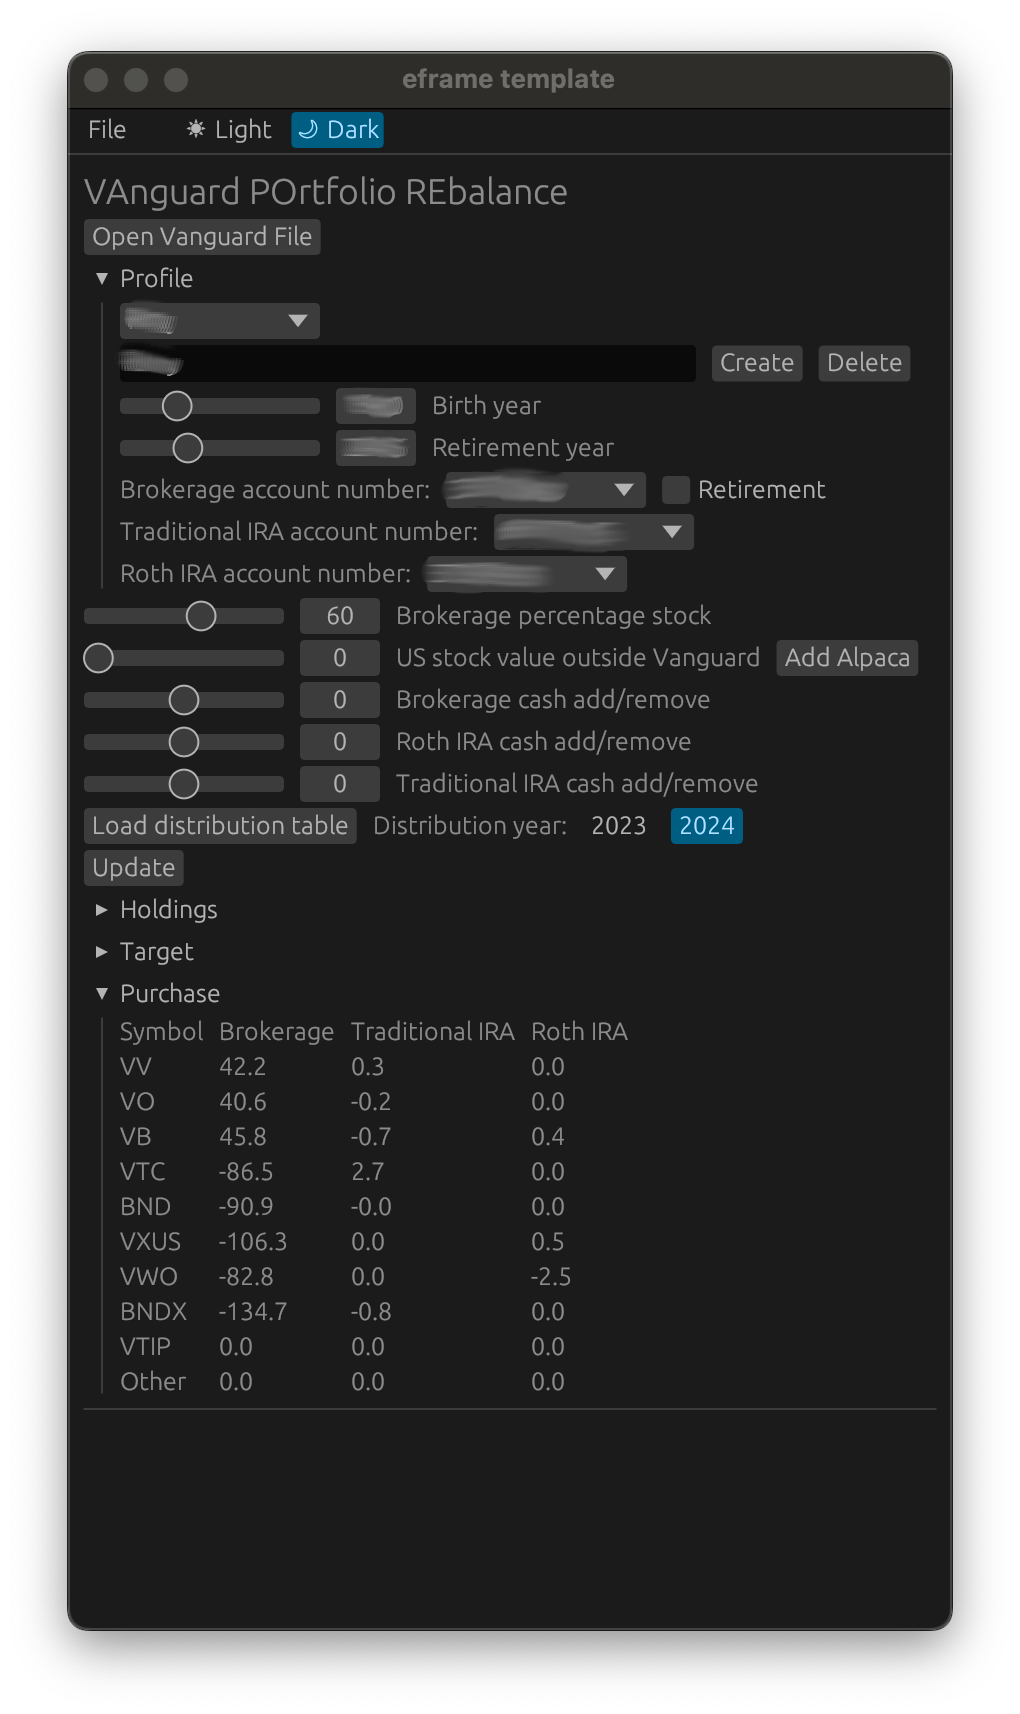 eframe template
File Light Dark
VAnguard POrtfolio REbalance
Open Vanguard File
Profile
Create Delete
Birth year
Retirement year
Brokerage account number: Retirement
Traditional IRA account number:
Roth IRA account number:
60 Brokerage percentage stock
0 US stock value outside Vanguard Add Alpaca
0 Brokerage cash add/remove
0 Roth IRA cash add/remove
0 Traditional IRA cash add/remove
Load distribution table Distribution year: 2023 2024
Update
Holdings
Target
Purchase
Symbol Brokerage Traditional IRA Roth IRA
VV 42.2 0.3 0.0
VO 40.6 -0.2 0.0
VB 45.8 -0.7 0.4
VTC -86.5 2.7 0.0
BND -90.9 -0.0 0.0
VXUS -106.3 0.0 0.5
VWO -82.8 0.0 -2.5
BNDX -134.7 -0.8 0.0
VTIP 0.0 0.0 0.0
Other 0.0 0.0 0.0